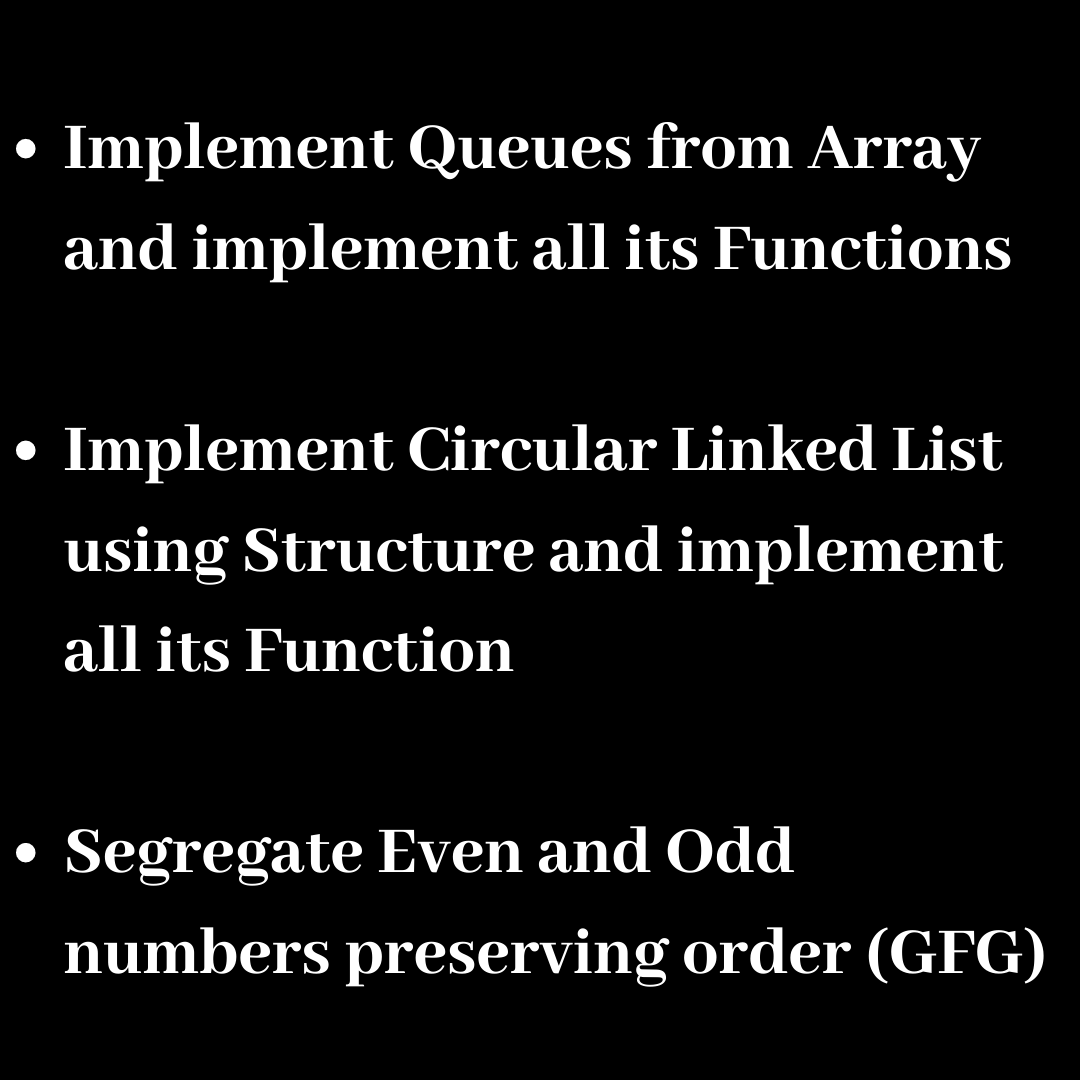 • Implement Queues from Array
and implement all its Functions
• Implement Circular Linked List
using Structure and implement
all its Function
• Segregate Even and Odd
numbers preserving order (GFG)